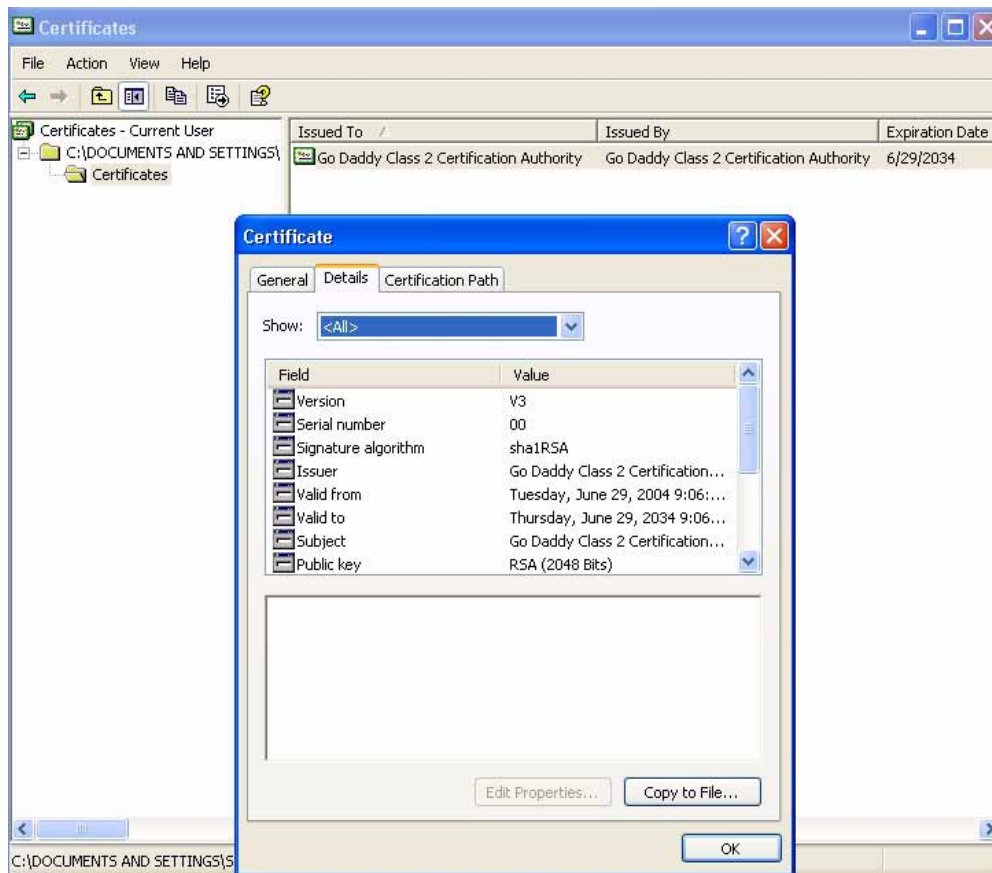 Certificates
File Action View Help
Certificates - Current User
C:\DOCUMENTS AND SETTINGS\
Certificates
Issued To Issued By Expiration Date
Go Daddy Class 2 Certification Authority Go Daddy Class 2 Certification Authority 6/29/2034
Certificate
General Details Certification Path
Show: <All>
Field Value
Version V3
Serial number 00
Signature algorithm sha1RSA
Issuer Go Daddy Class 2 Certification...
Valid from Tuesday, June 29, 2004 9:06:...
Valid to Thursday, June 29, 2034 9:06...
Subject Go Daddy Class 2 Certification...
Public key RSA (2048 Bits)
Edit Properties... Copy to File...
OK
C:\DOCUMENTS AND SETTINGS\S